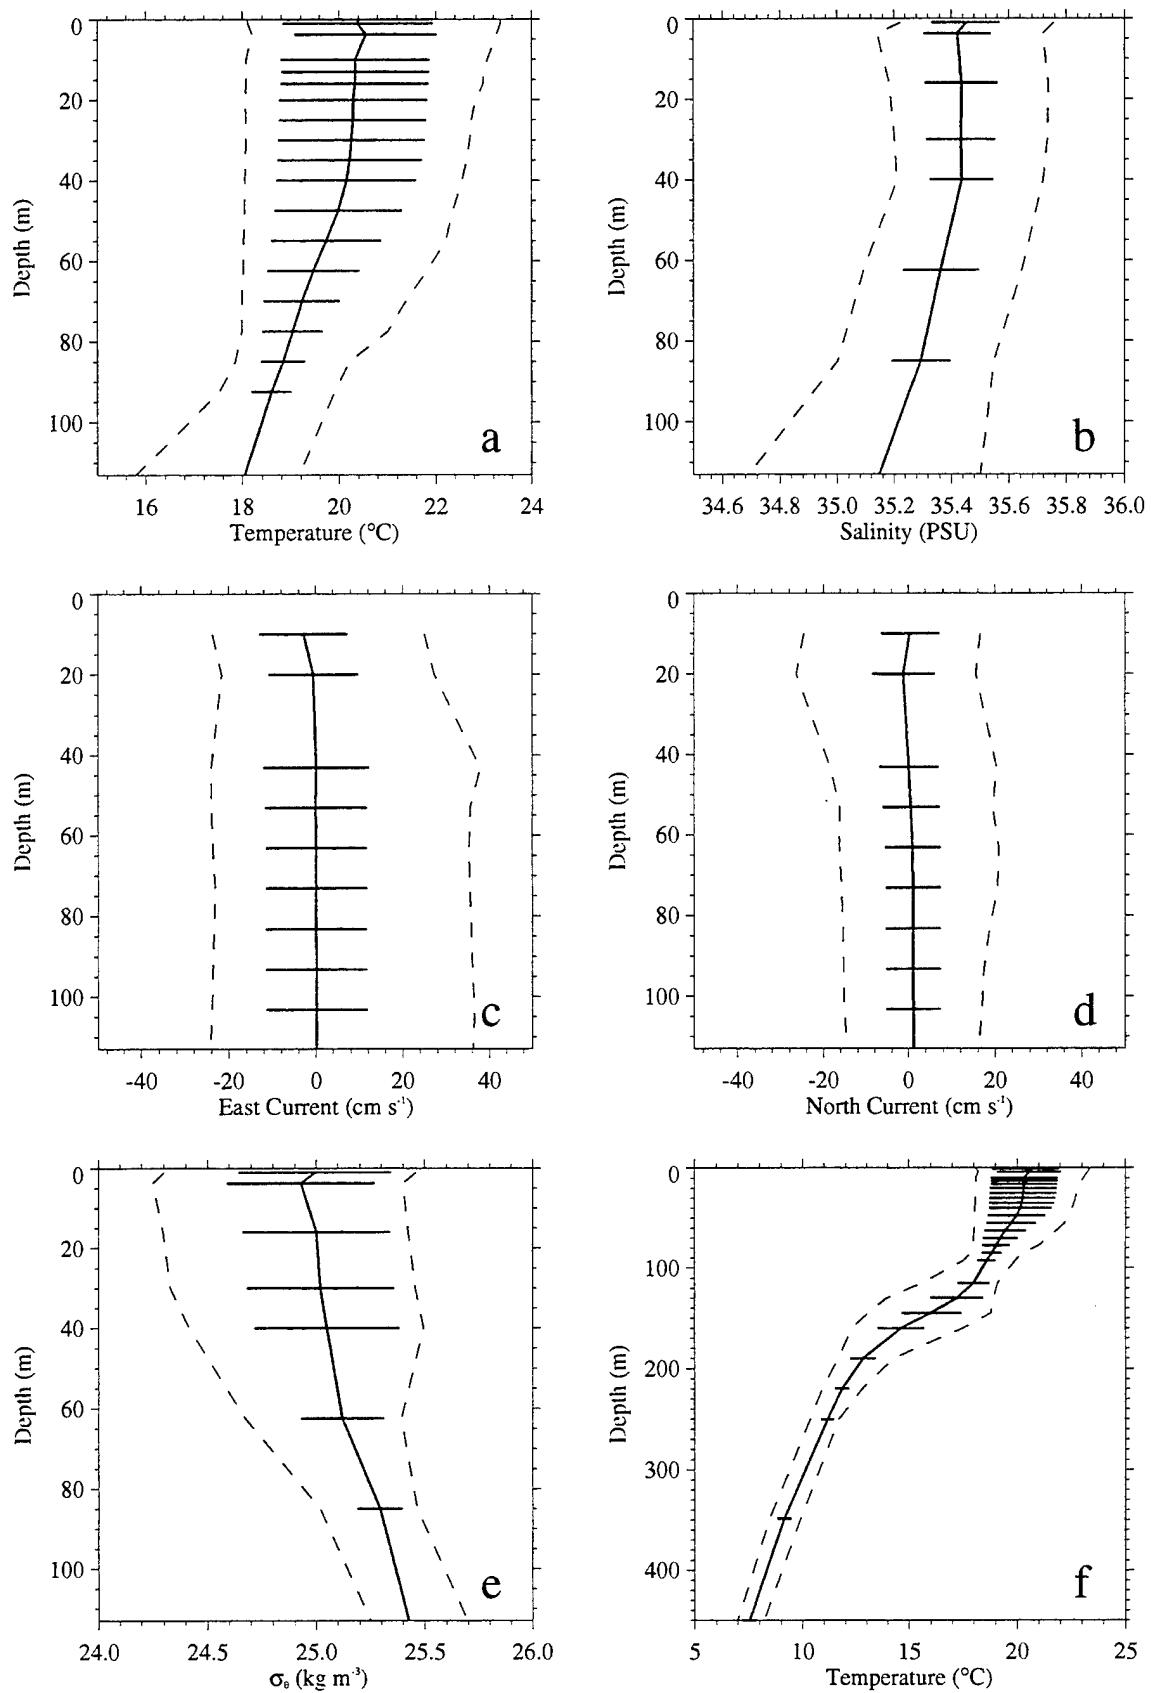 0
20
40
60
80
100
Depth (m)
a
16 18 20 22 24
Temperature (°C)
0
20
40
60
80
100
Depth (m)
b
34.6 34.8 35.0 35.2 35.4 35.6 35.8 36.0
Salinity (PSU)
0
20
40
60
80
100
Depth (m)
c
-40 -20 0 20 40
East Current (cm s⁻¹)
0
20
40
60
80
100
Depth (m)
d
-40 -20 0 20 40
North Current (cm s⁻¹)
0
20
40
60
80
100
Depth (m)
e
24.0 24.5 25.0 25.5 26.0
σθ (kg m⁻³)
0
100
200
300
400
Depth (m)
f
5 10 15 20 25
Temperature (°C)